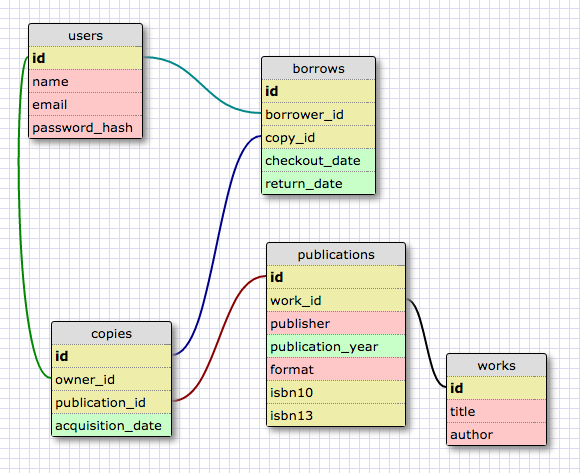 users
id
name
email
password_hash
borrows
id
borrower_id
copy_id
checkout_date
return_date
publications
id
work_id
publisher
publication_year
format
isbn10
isbn13
copies
id
owner_id
publication_id
acquisition_date
works
id
title
author